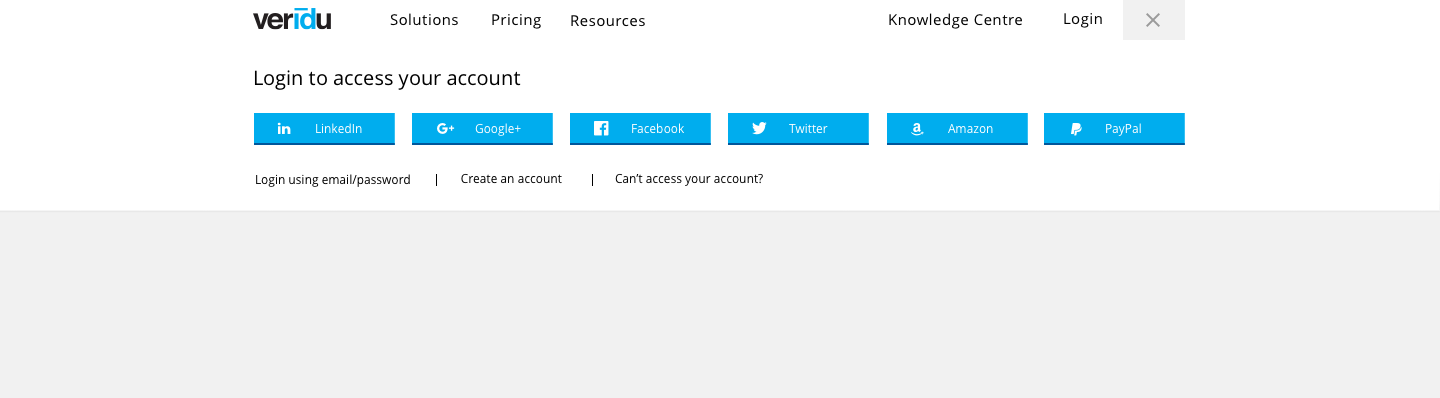 veridu Solutions Pricing Resources Knowledge Centre Login
Login to access your account
LinkedIn Google+ Facebook Twitter Amazon PayPal
Login using email/password | Create an account | Can't access your account?